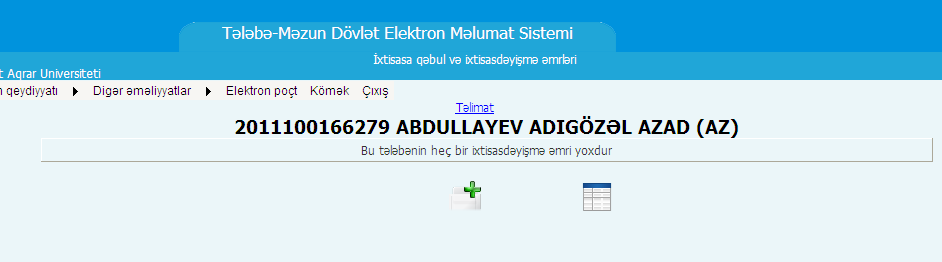 Tələbə-Məzun Dövlət Elektron Məlumat Sistemi
İxtisasa qəbul və ixtisasdəyişmə əmrləri
t Aqrar Universiteti
n qeydiyyatı Digər əməliyyatlar Elektron poçt Kömək Çıxış
Təlimat
2011100166279 ABDULLAYEV ADIGÖZƏL AZAD (AZ)
Bu tələbənin heç bir ixtisasdəyişmə əmri yoxdur